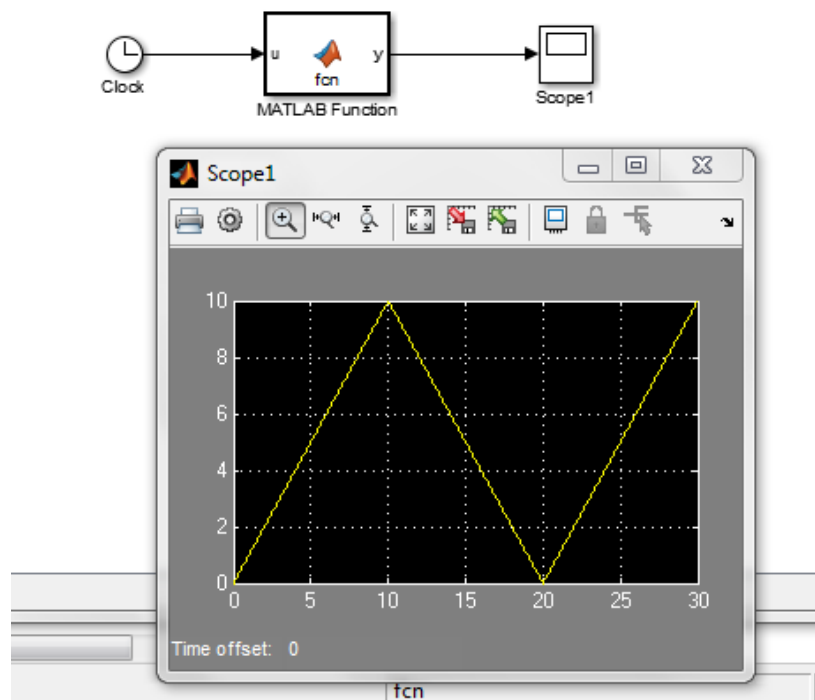 u fcn y
Clock
MATLAB Function
Scope1
Scope1
10
8
6
4
2
0
0 5 10 15 20 25 30
Time offset: 0
fcn